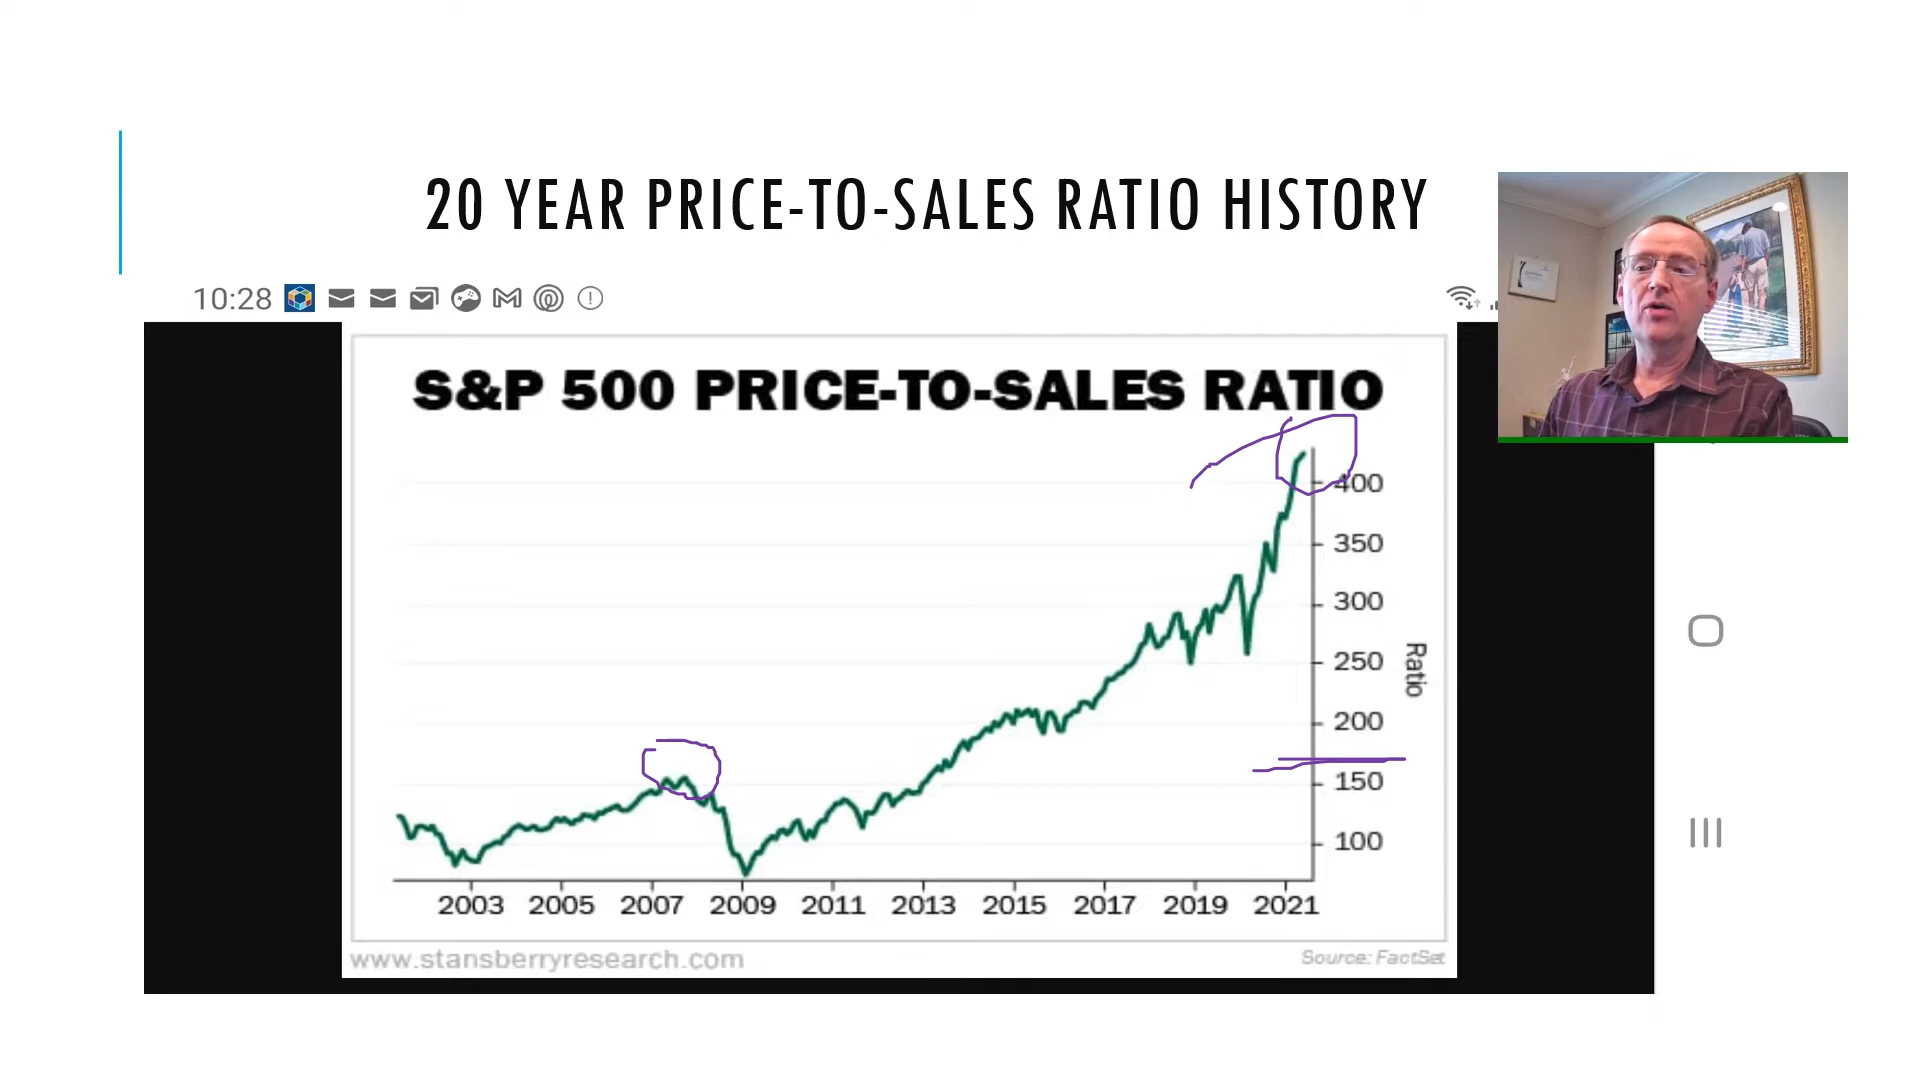 20 YEAR PRICE-TO-SALES RATIO HISTORY
10:28
S&P 500 PRICE-TO-SALES RATIO
400
350
300
250
200
150
100
Ratio
2003 2005 2007 2009 2011 2013 2015 2017 2019 2021
www.stansberryresearch.com
Source: FactSet